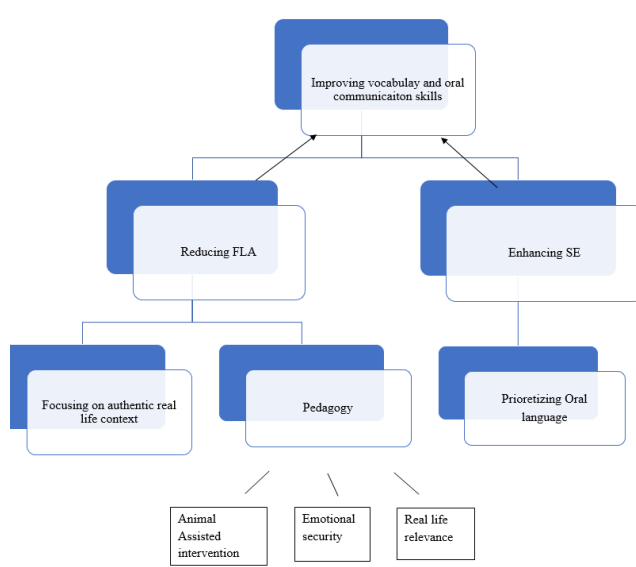 Improving vocabulay and oral
communicaiton skills
Reducing FLA
Enhancing SE
Focusing on authentic real
life context
Pedagogy
Prioretizing Oral
language
Animal
Assisted
intervention
Emotional
security
Real life
relevance